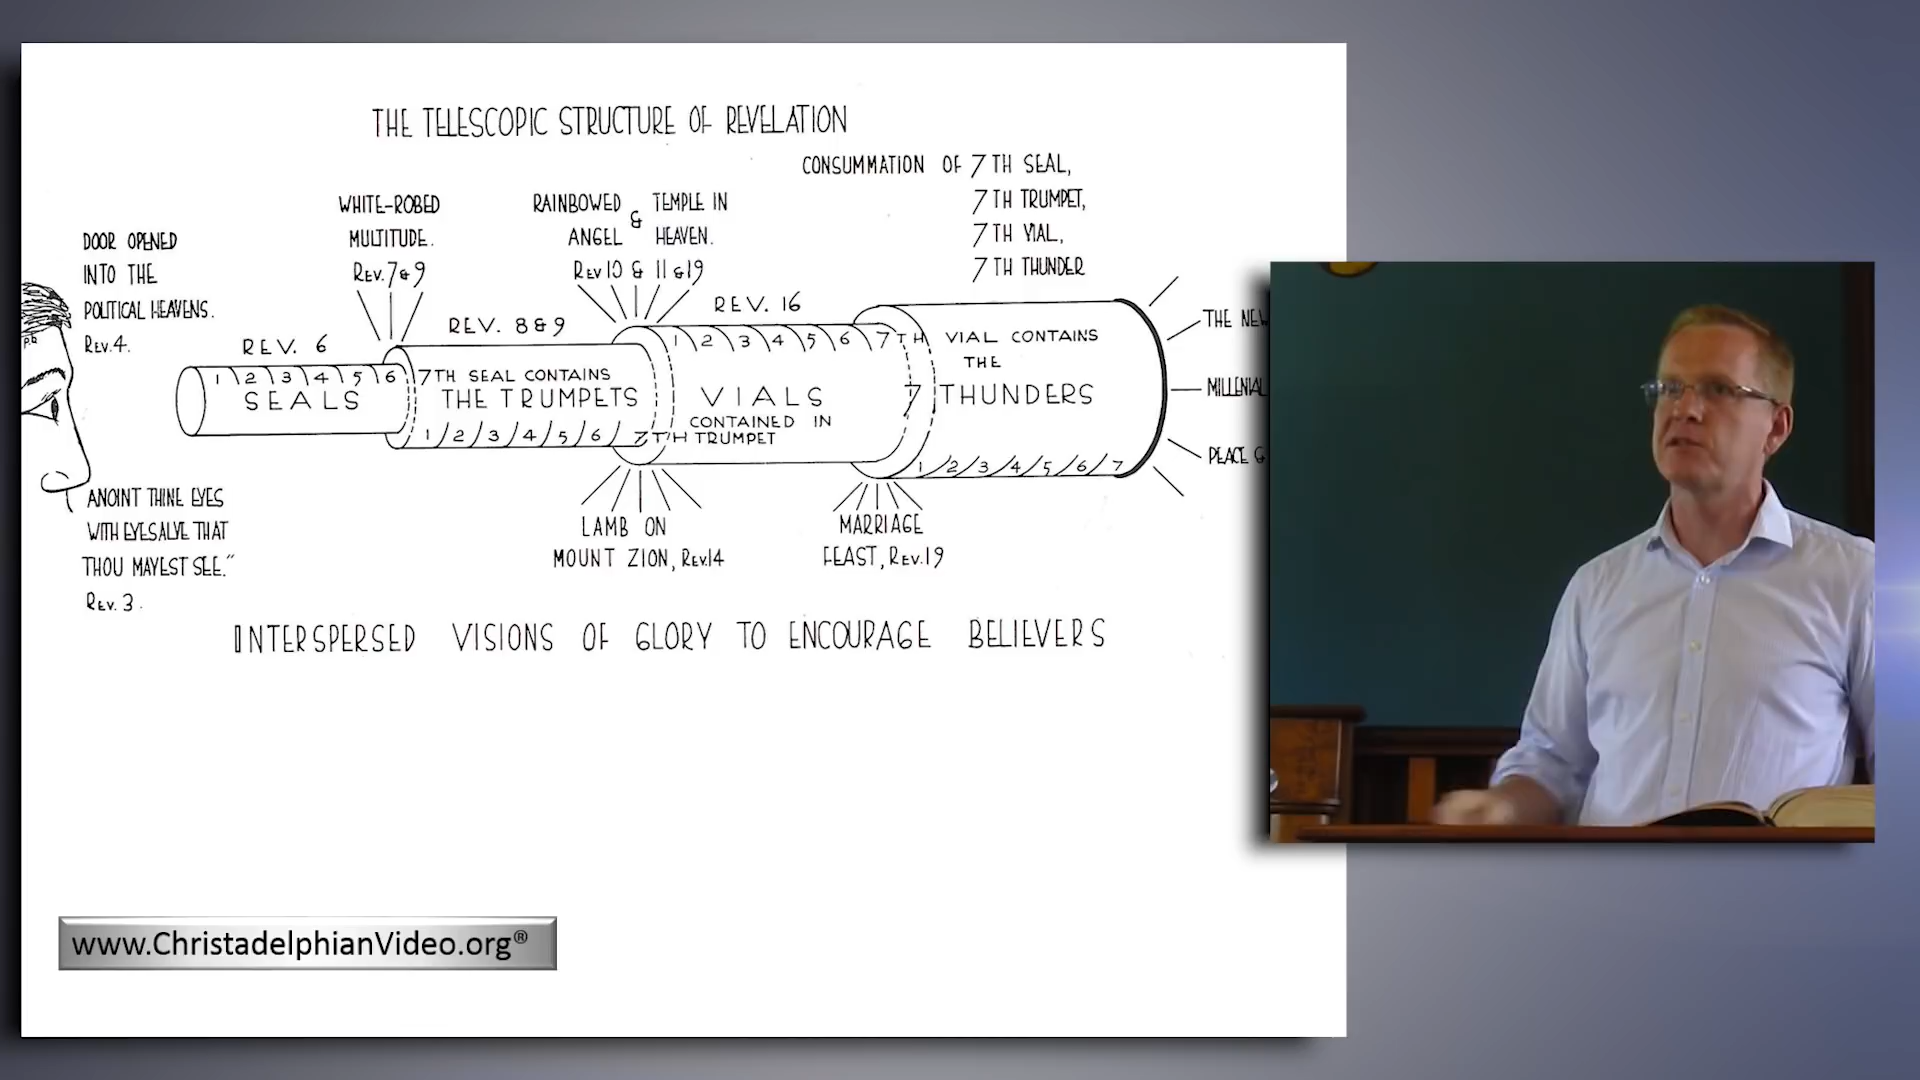 THE TELESCOPIC STRUCTURE OF REVELATION
CONSUMMATION OF 7TH SEAL,
7TH TRUMPET,
7TH VIAL,
7TH THUNDER
WHITE-ROBED
MULTITUDE.
REV. 7 & 9
RAINBOWED & TEMPLE IN
ANGEL HEAVEN.
REV 10 & 11 & 19
DOOR OPENED
INTO THE
POLITICAL HEAVENS.
REV. 4.
REV. 6
REV. 8 & 9
REV. 16
1 2 3 4 5 6
SEALS
7TH SEAL CONTAINS
THE TRUMPETS
1 2 3 4 5 6 7TH TRUMPET
1 2 3 4 5 6 7TH VIAL CONTAINS
VIALS
CONTAINED IN
THE
7 THUNDERS
1 2 3 4 5 6 7
THE
MILLENIAL
PEACE &
ANOINT THINE EYES
WITH EYESALVE THAT
THOU MAYEST SEE."
REV. 3.
LAMB ON
MOUNT ZION, REV. 14
MARRIAGE
FEAST, REV. 19
INTERSPERSED VISIONS OF GLORY TO ENCOURAGE BELIEVERS
www.ChristadelphianVideo.org®